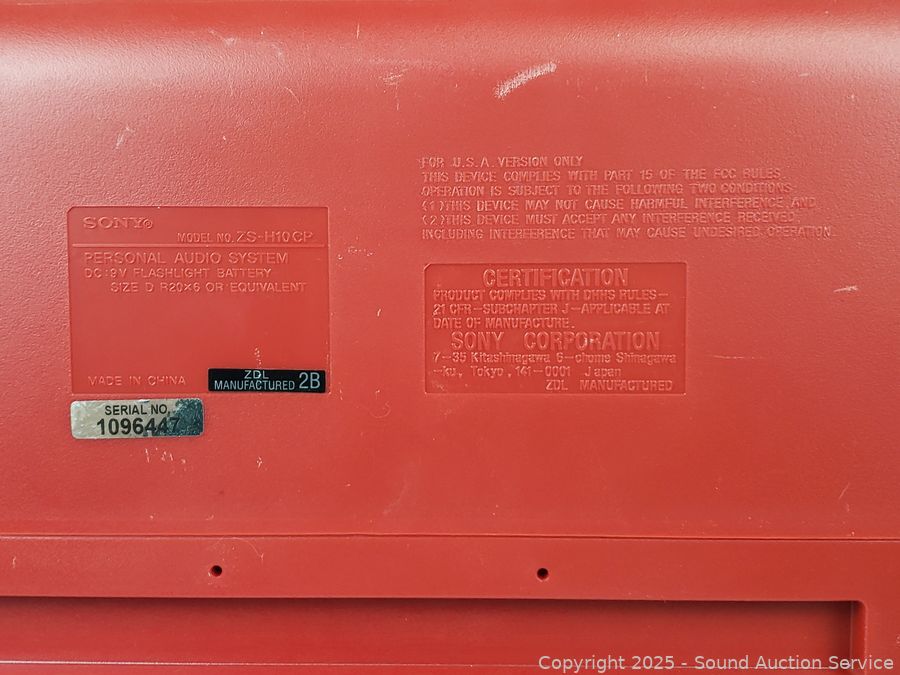 SONY®
MODEL NO. ZS-H10CP
PERSONAL AUDIO SYSTEM
DC:9V FLASHLIGHT BATTERY
SIZE D R20×6 OR EQUIVALENT
MADE IN CHINA
ZDL
MANUFACTURED 2B
SERIAL NO.
1096447
FOR U.S.A. VERSION ONLY
THIS DEVICE COMPLIES WITH PART 15 OF THE FCC RULES
OPERATION IS SUBJECT TO THE FOLLOWING TWO CONDITIONS:
(1) THIS DEVICE MAY NOT CAUSE HARMFUL INTERFERENCE, AND
(2) THIS DEVICE MUST ACCEPT ANY INTERFERENCE RECEIVED,
INCLUDING INTERFERENCE THAT MAY CAUSE UNDESIRED OPERATION.
CERTIFICATION
PRODUCT COMPLIES WITH DHHS RULES—
21 CFR—SUBCHAPTER J—APPLICABLE AT
DATE OF MANUFACTURE.
SONY CORPORATION
7-35 Kitashinagawa 6-chome Shinagawa
-ku, Tokyo, 141-0001 Japan
ZDL MANUFACTURED
Copyright © 2025 - Sound Auction Service